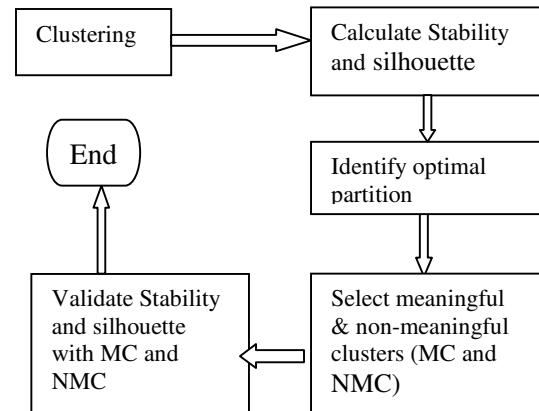 Clustering
Calculate Stability
and silhouette
Identify optimal
partition
Select meaningful
& non-meaningful
clusters (MC and
NMC)
Validate Stability
and silhouette
with MC and
NMC
End